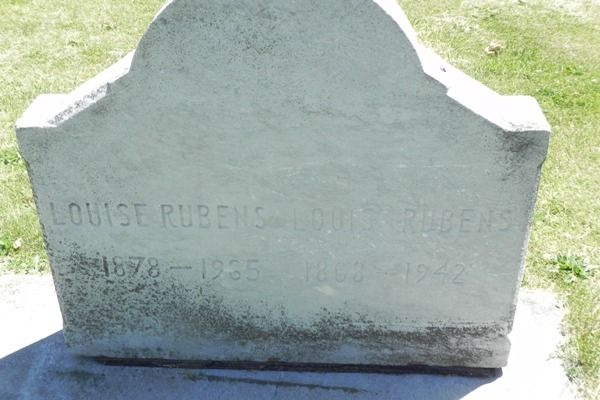 LOUISE RUBENS LOUIS RUBENS
1878 - 1935 1868 - 1942